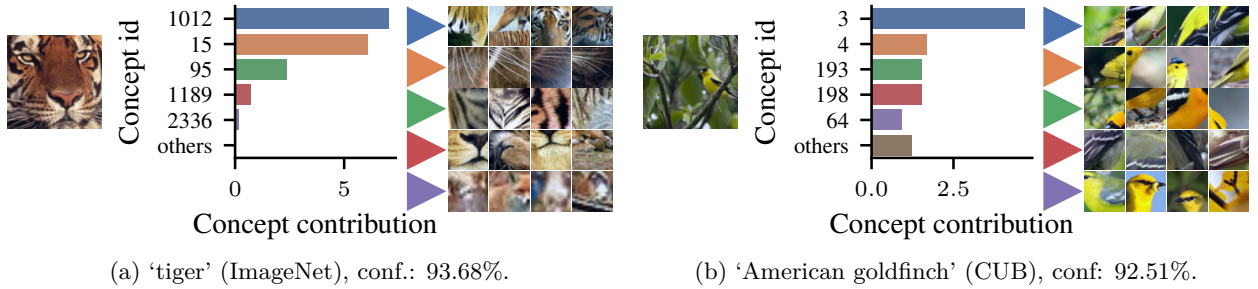 Concept id
1012
15
95
1189
2336
others
0
5
Concept contribution
(a) ‘tiger’ (ImageNet), conf.: 93.68%.
Concept id
3
4
193
198
64
others
0.0
2.5
Concept contribution
(b) ‘American goldfinch’ (CUB), conf: 92.51%.